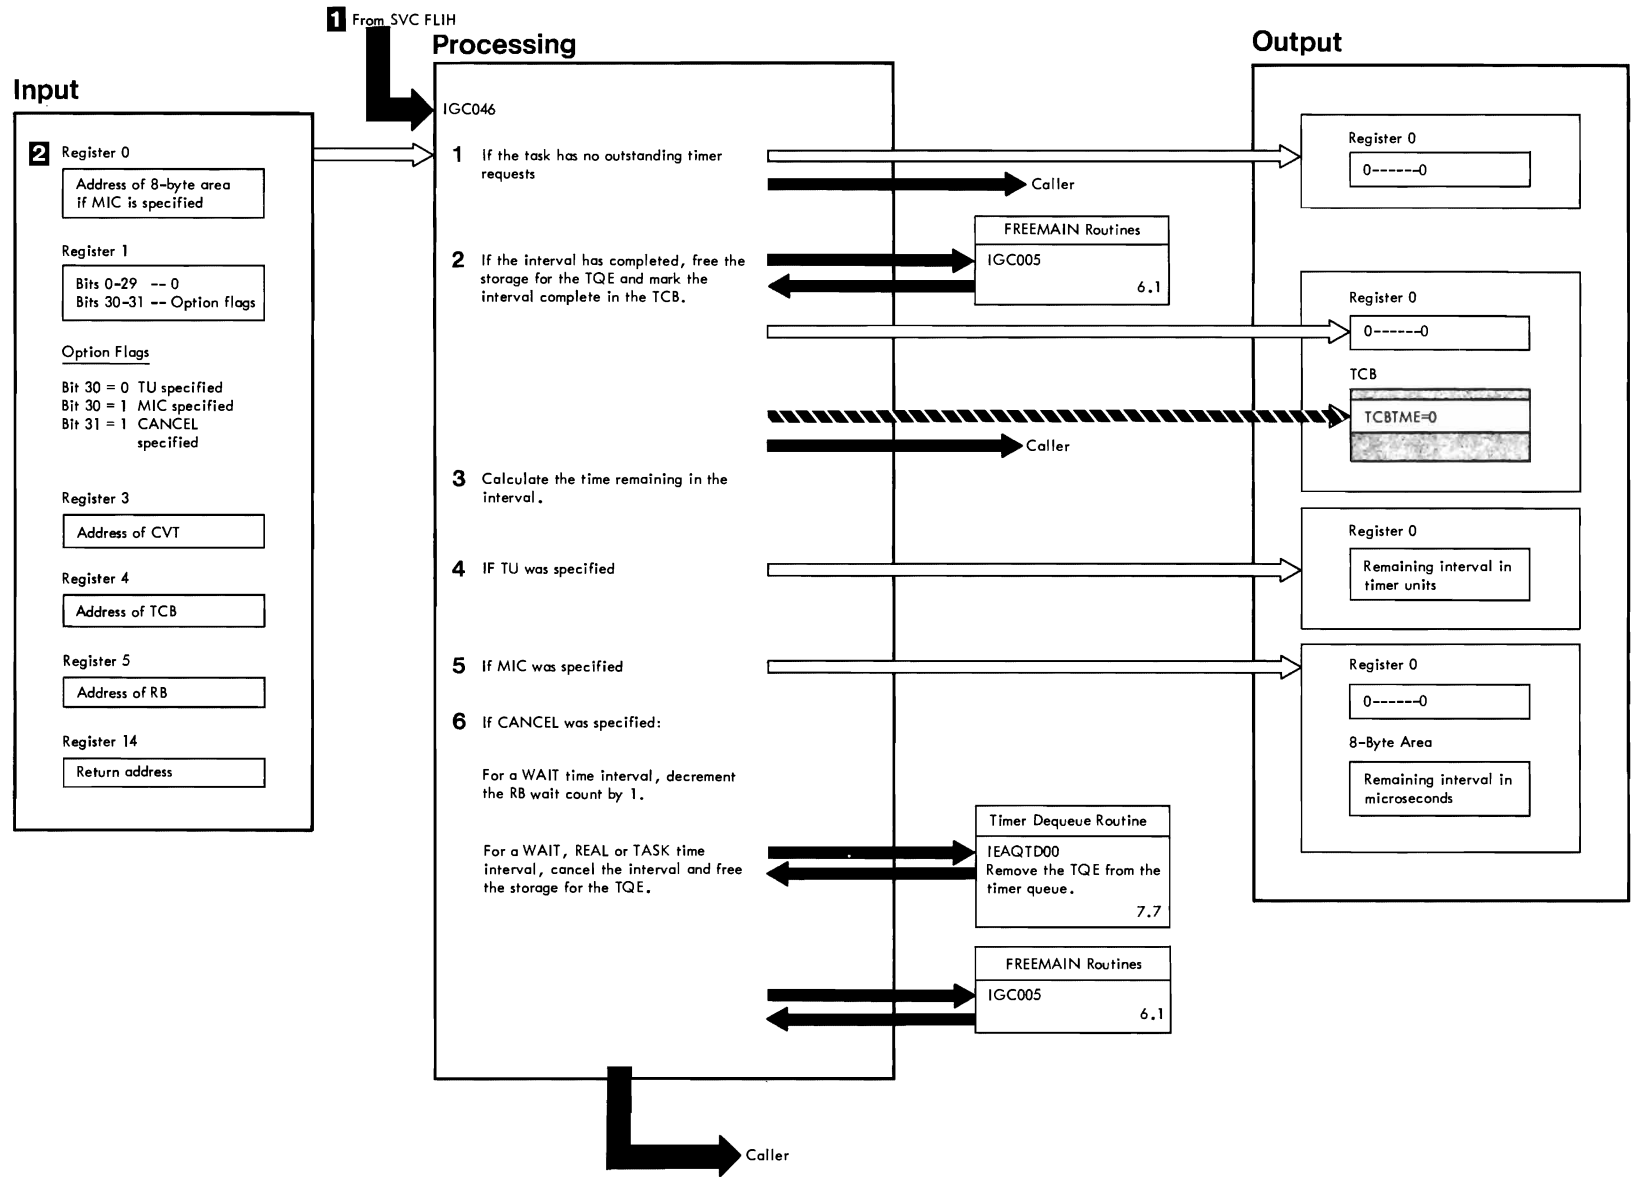 1 From SVC FLIH
Input
2 Register 0
Address of 8-byte area
if MIC is specified
Register 1
Bits 0-29 -- 0
Bits 30-31 -- Option flags
Option Flags
Bit 30 = 0 TU specified
Bit 30 = 1 MIC specified
Bit 31 = 1 CANCEL
specified
Register 3
Address of CVT
Register 4
Address of TCB
Register 5
Address of RB
Register 14
Return address
Processing
IGC046
1 If the task has no outstanding timer
requests
Caller
2 If the interval has completed, free the
storage for the TQE and mark the
interval complete in the TCB.
FREEMAIN Routines
IGC005
6.1
Caller
3 Calculate the time remaining in the
interval.
4 IF TU was specified
5 If MIC was specified
6 If CANCEL was specified:
For a WAIT time interval, decrement
the RB wait count by 1.
For a WAIT, REAL or TASK time
interval, cancel the interval and free
the storage for the TQE.
Timer Dequeue Routine
IEAQTD00
Remove the TQE from the
timer queue.
7.7
FREEMAIN Routines
IGC005
6.1
Caller
Output
Register 0
0------0
Register 0
0------0
TCB
TCBTME=0
Register 0
Remaining interval in
timer units
Register 0
0------0
8-Byte Area
Remaining interval in
microseconds